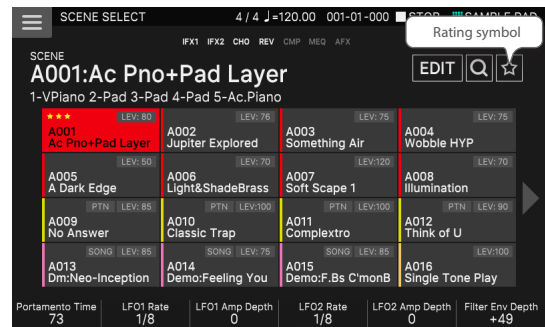 SCENE SELECT 4 / 4 ♩=120.00 001-01-000 STOP SAMPLE PAD
Rating symbol
IFX1 IFX2 CHO REV CMP MEQ AFX
SCENE
A001:Ac Pno+Pad Layer
EDIT
1-VPiano 2-Pad 3-Pad 4-Pad 5-Ac.Piano
LEV: 80 LEV: 76 LEV: 75 LEV: 75
A001 A002 A003 A004
Ac Pno+Pad Layer Jupiter Explored Something Air Wobble HYP
LEV: 50 LEV: 70 LEV:120 LEV: 70
A005 A006 A007 A008
A Dark Edge Light&ShadeBrass Soft Scape 1 Illumination
PTN LEV: 85 PTN LEV:100 PTN LEV:100 PTN LEV: 90
A009 A010 A011 A012
No Answer Classic Trap Complextro Think of U
SONG LEV: 85 SONG LEV: 75 SONG LEV: 85 LEV:100
A013 A014 A015 A016
Dm:Neo-Inception Demo:Feeling You Demo:F.Bs C'monB Single Tone Play
Portamento Time LFO1 Rate LFO1 Amp Depth LFO2 Rate LFO2 Amp Depth Filter Env Depth
73 1/8 0 1/8 0 +49